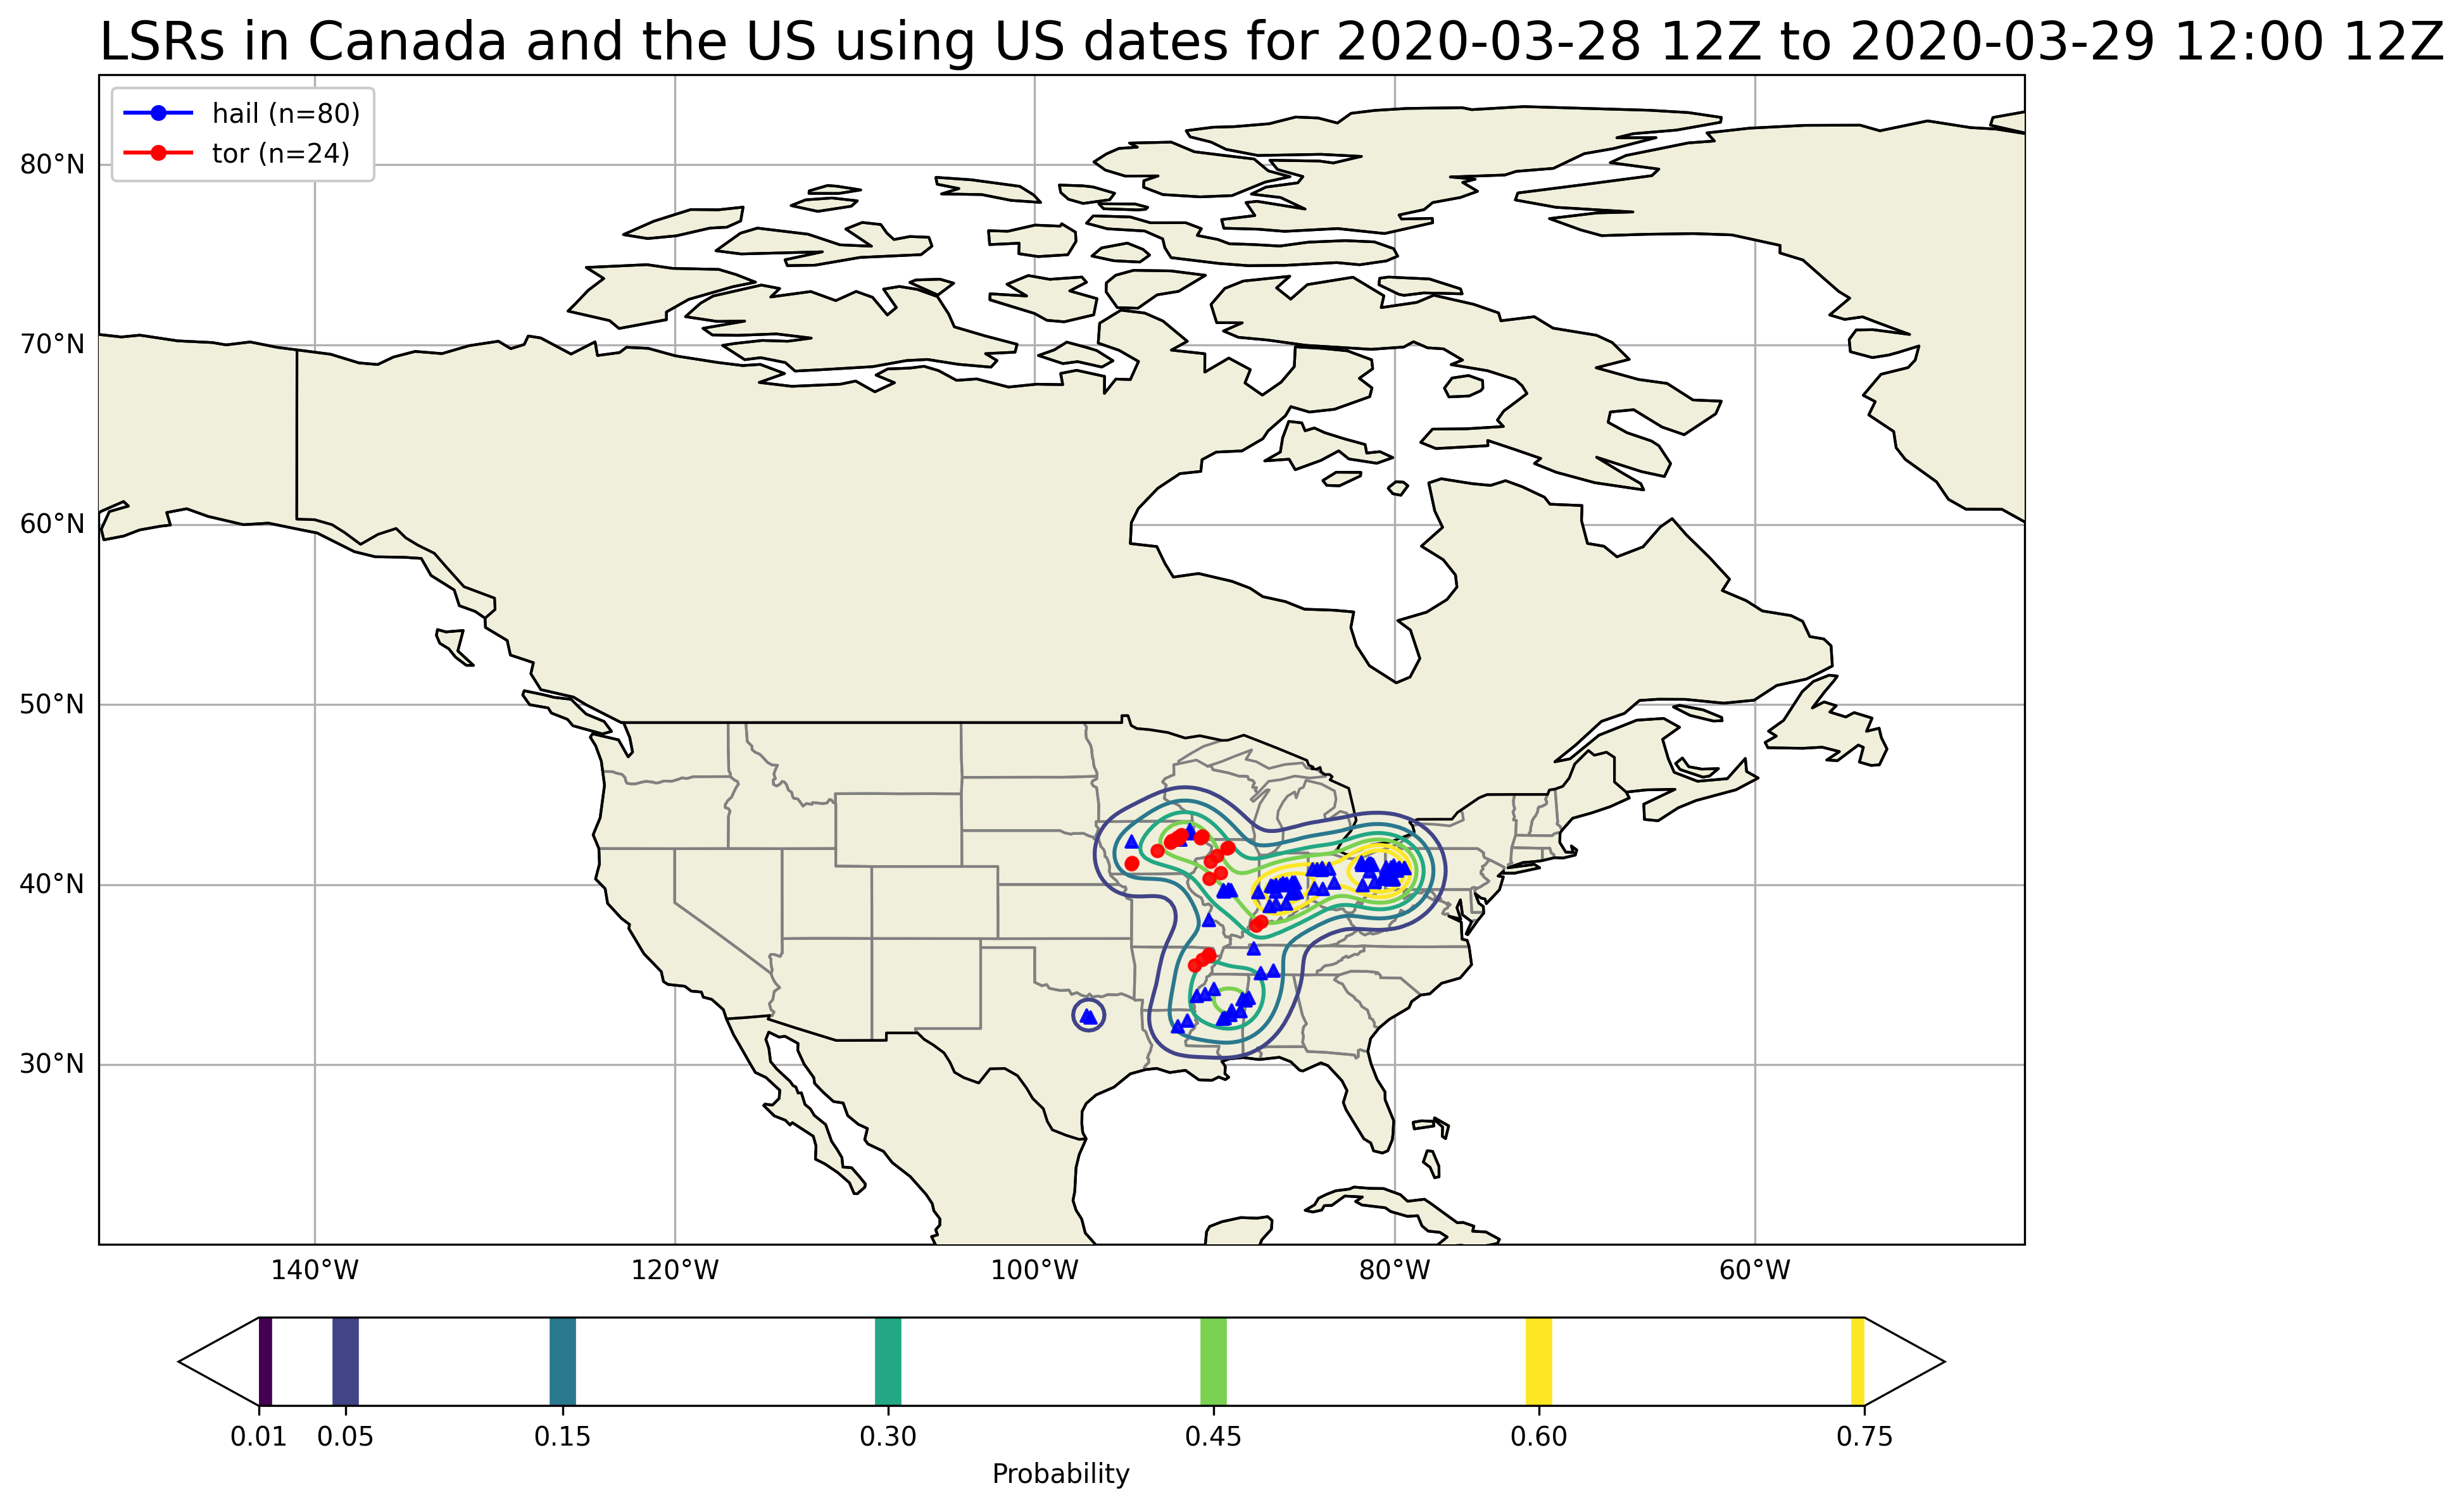 LSRs in Canada and the US using US dates for 2020-03-28 12Z to 2020-03-29 12:00 12Z
hail (n=80)
tor (n=24)
80°N
70°N
60°N
50°N
40°N
30°N
140°W 120°W 100°W 80°W 60°W
0.01 0.05 0.15 0.30 0.45 0.60 0.75
Probability